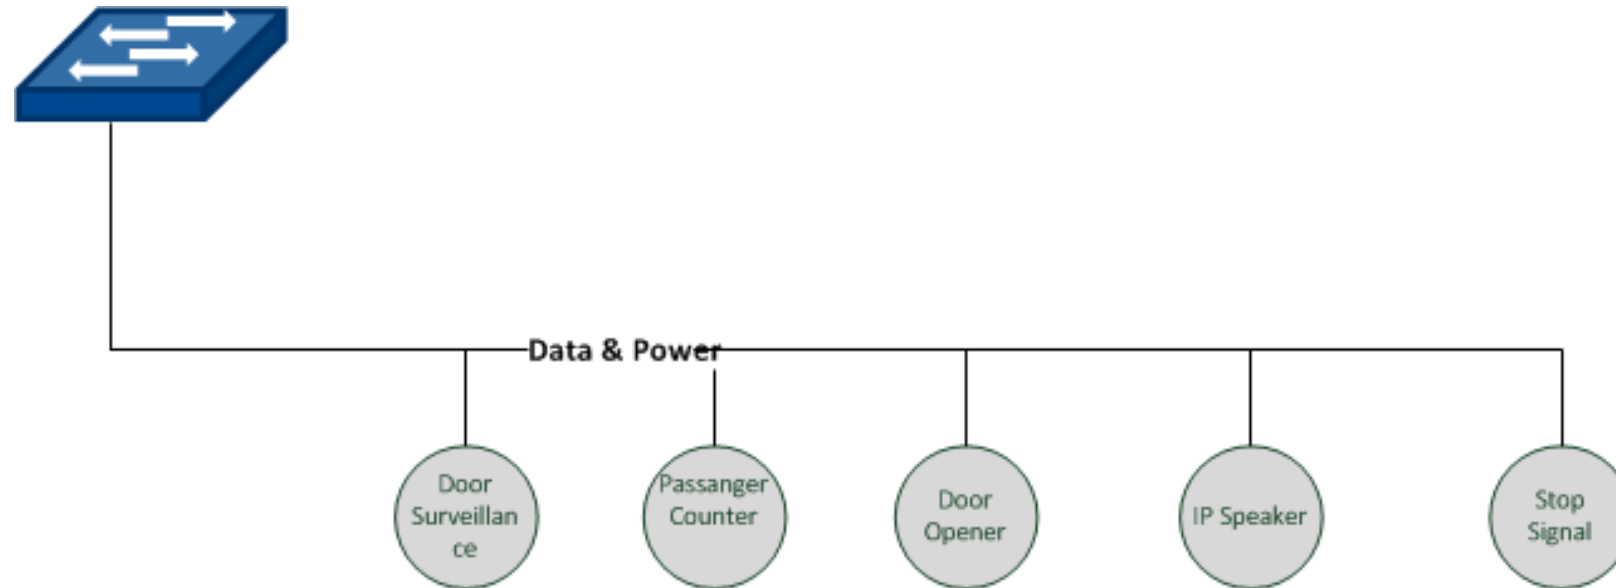 Data & Power
Door
Surveillan
ce
Passanger
Counter
Door
Opener
IP Speaker
Stop
Signal